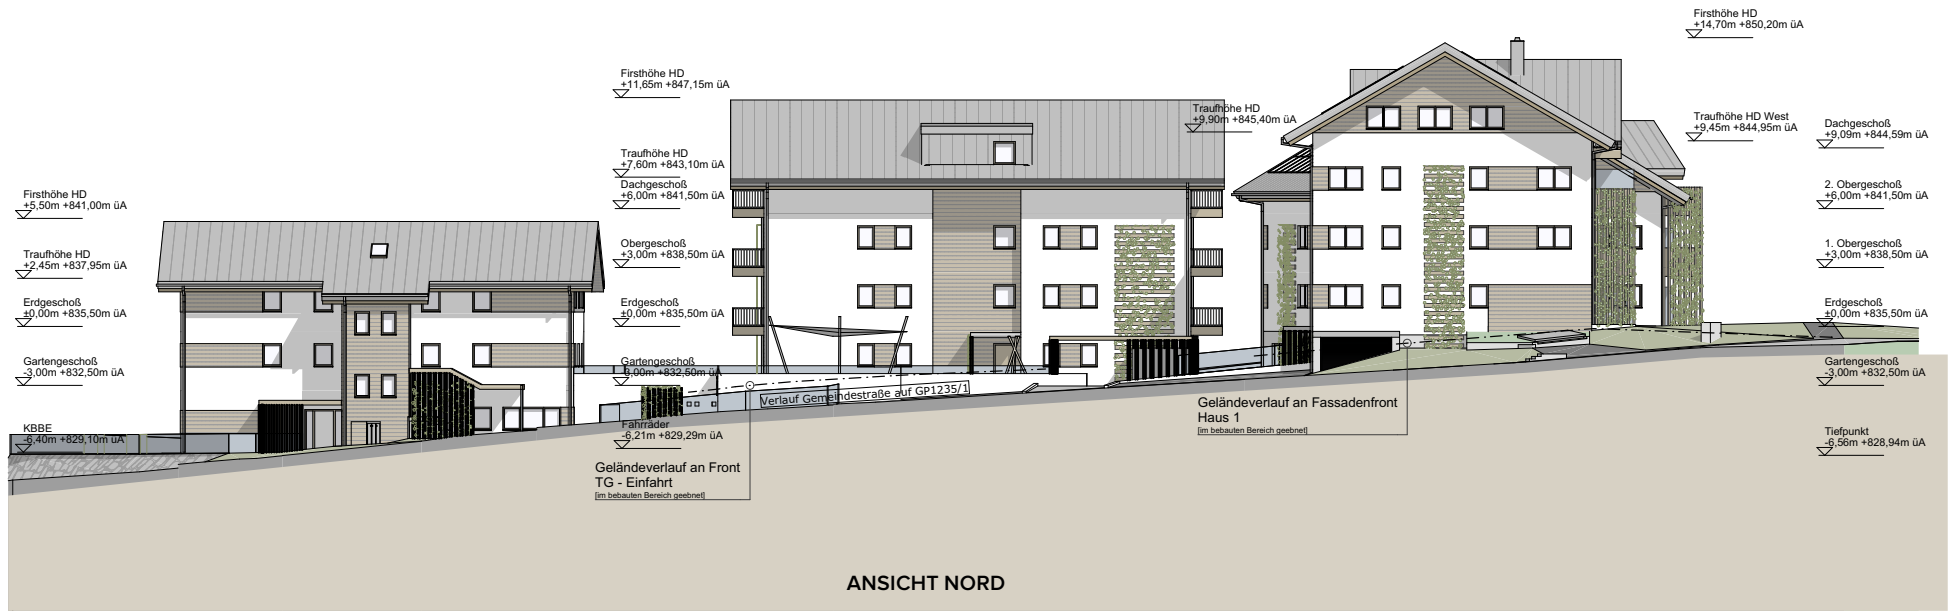 Firsthöhe HD
+5,50m +841,00m üA
Traufhöhe HD
+2,45m +837,95m üA
Erdgeschoß
±0,00m +835,50m üA
Gartengeschoß
-3,00m +832,50m üA
KBBE
-6,40m +829,10m üA
Firsthöhe HD
+11,65m +847,15m üA
Traufhöhe HD
+7,60m +843,10m üA
Dachgeschoß
+6,00m +841,50m üA
Obergeschoß
+3,00m +838,50m üA
Erdgeschoß
±0,00m +835,50m üA
Gartengeschoß
-3,00m +832,50m üA
Fahrräder
-6,21m +829,29m üA
Geländeverlauf an Front
TG - Einfahrt
[im bebauten Bereich geebnet]
Verlauf Gemeindestraße auf GP1235/1
Traufhöhe HD
+9,90m +845,40m üA
Geländeverlauf an Fassadenfront
Haus 1
[im bebauten Bereich geebnet]
Firsthöhe HD
+14,70m +850,20m üA
Traufhöhe HD West
+9,45m +844,95m üA
Dachgeschoß
+9,09m +844,59m üA
2. Obergeschoß
+6,00m +841,50m üA
1. Obergeschoß
+3,00m +838,50m üA
Erdgeschoß
±0,00m +835,50m üA
Gartengeschoß
-3,00m +832,50m üA
Tiefpunkt
-6,56m +828,94m üA
ANSICHT NORD